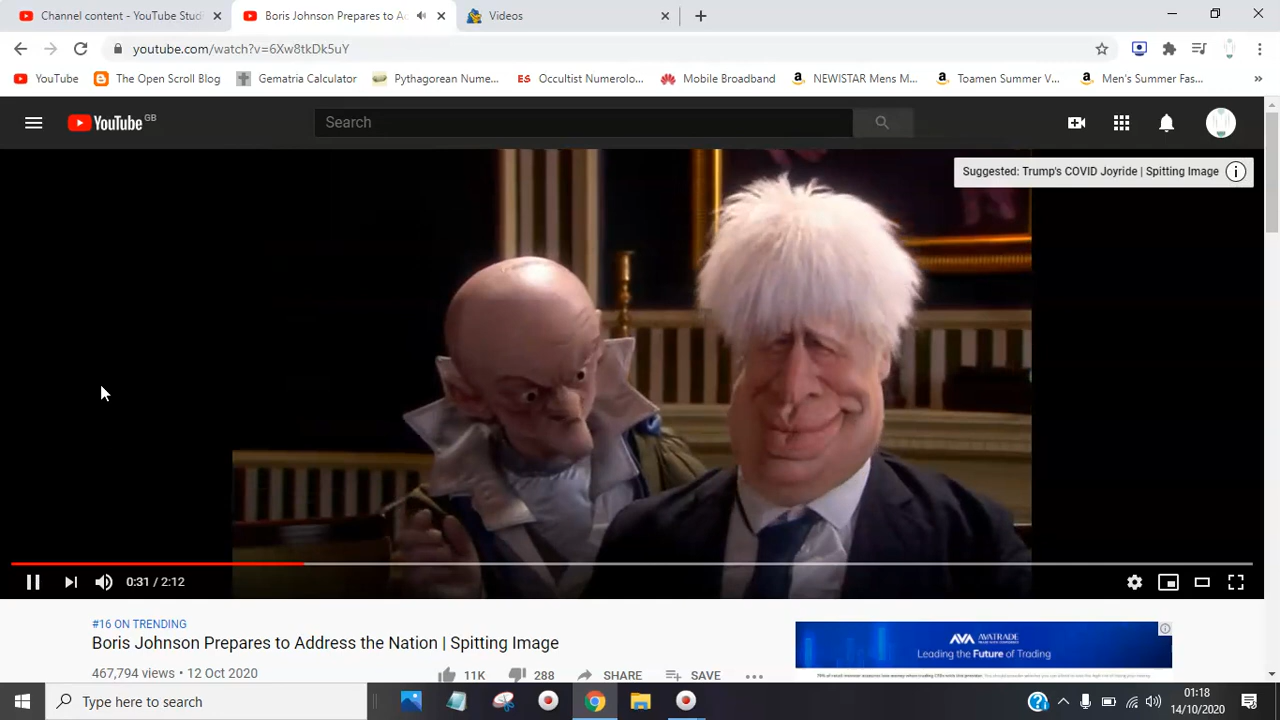 Channel content - YouTube Studi
Boris Johnson Prepares to A
Videos
youtube.com/watch?v=6Xw8tkDk5uY
YouTube
The Open Scroll Blog
Gematria Calculator
Pythagorean Nume...
ES
Occultist Numerolo...
Mobile Broadband
NEWISTAR Mens M...
Toamen Summer V...
Men's Summer Fas...
YouTube GB
Search
Suggested: Trump's COVID Joyride | Spitting Image
0:31 / 2:12
#16 ON TRENDING
Boris Johnson Prepares to Address the Nation | Spitting Image
467,794 views • 12 Oct 2020
11K
288
SHARE
SAVE
AVA AVATRADE
Leading the Future of Trading
Type here to search
01:18
14/10/2020